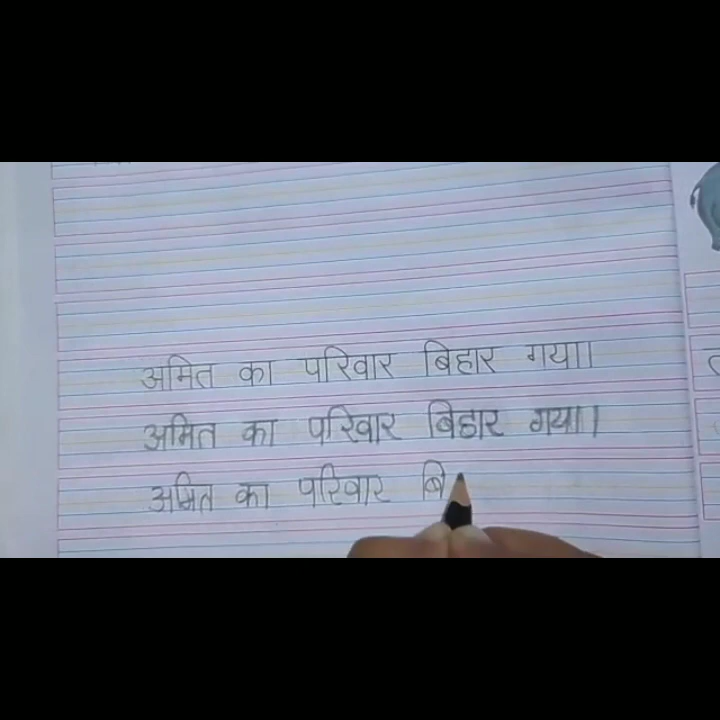 अमित का परिवार बिहार गया।
अमित का परिवार बिहार गया।
अमित का परिवार बि